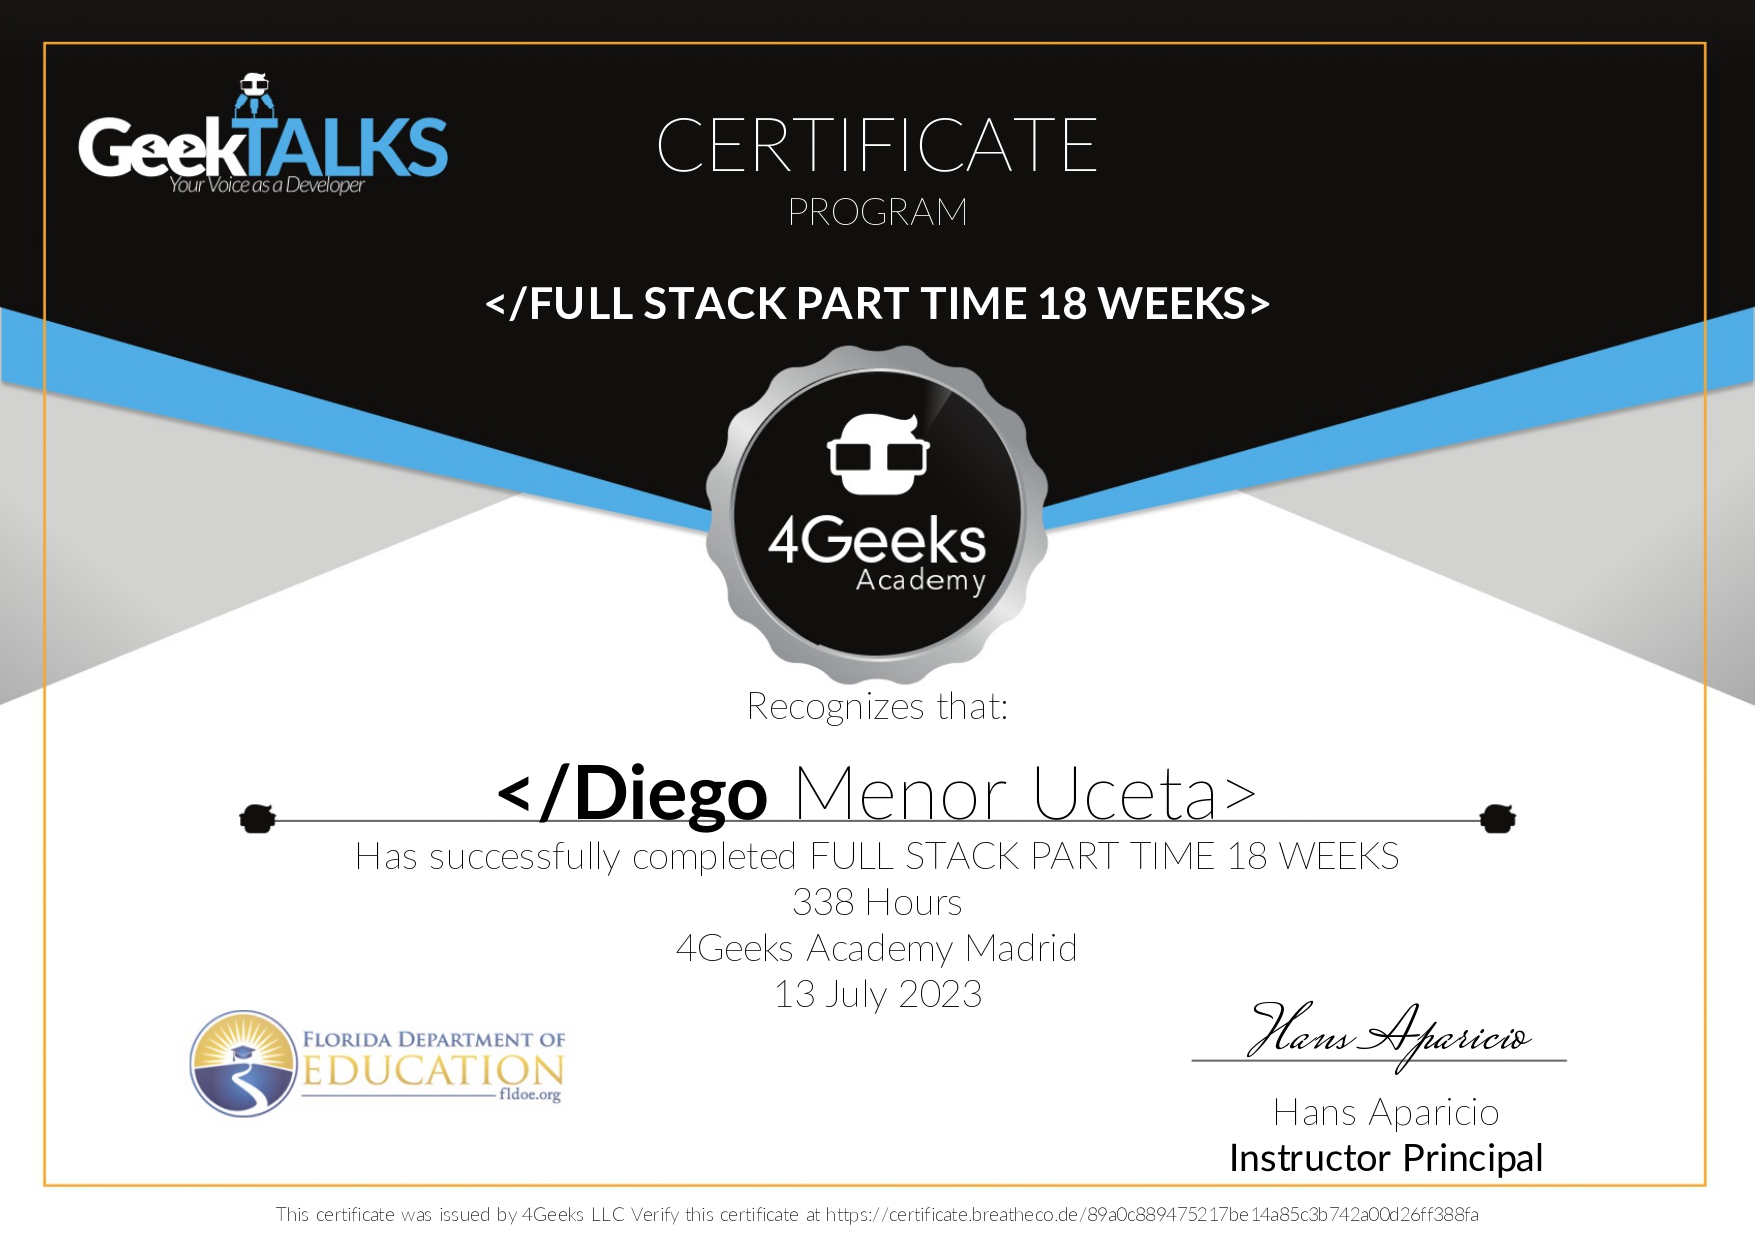 GeekTALKS
Your Voice as a Developer
CERTIFICATE
PROGRAM
</FULL STACK PART TIME 18 WEEKS>
4Geeks
Academy
Recognizes that:
</Diego Menor Uceta>
Has successfully completed FULL STACK PART TIME 18 WEEKS
338 Hours
4Geeks Academy Madrid
13 July 2023
FLORIDA DEPARTMENT OF
EDUCATION
fldoe.org
Hans Aparicio
Hans Aparicio
Instructor Principal
This certificate was issued by 4Geeks LLC Verify this certificate at https://certificate.breatheco.de/89a0c889475217be14a85c3b742a00d26ff388fa